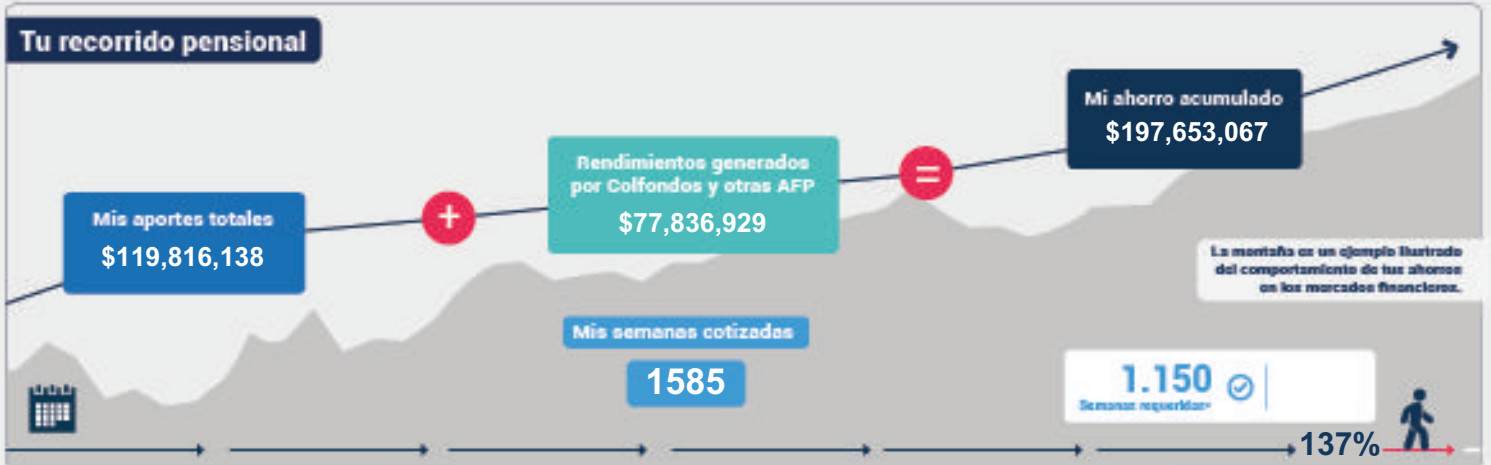 Tu recorrido pensional
Mi ahorro acumulado
$197,653,067
Rendimientos generados
por Colfondos y otras AFP
$77,836,929
=
Mis aportes totales
$119,816,138
+
La montaña es un ejemplo ilustrado
del comportamiento de tus ahorros
en los mercados financieros.
Mis semanas cotizadas
1585
1.150
Semanas requeridas*
137%